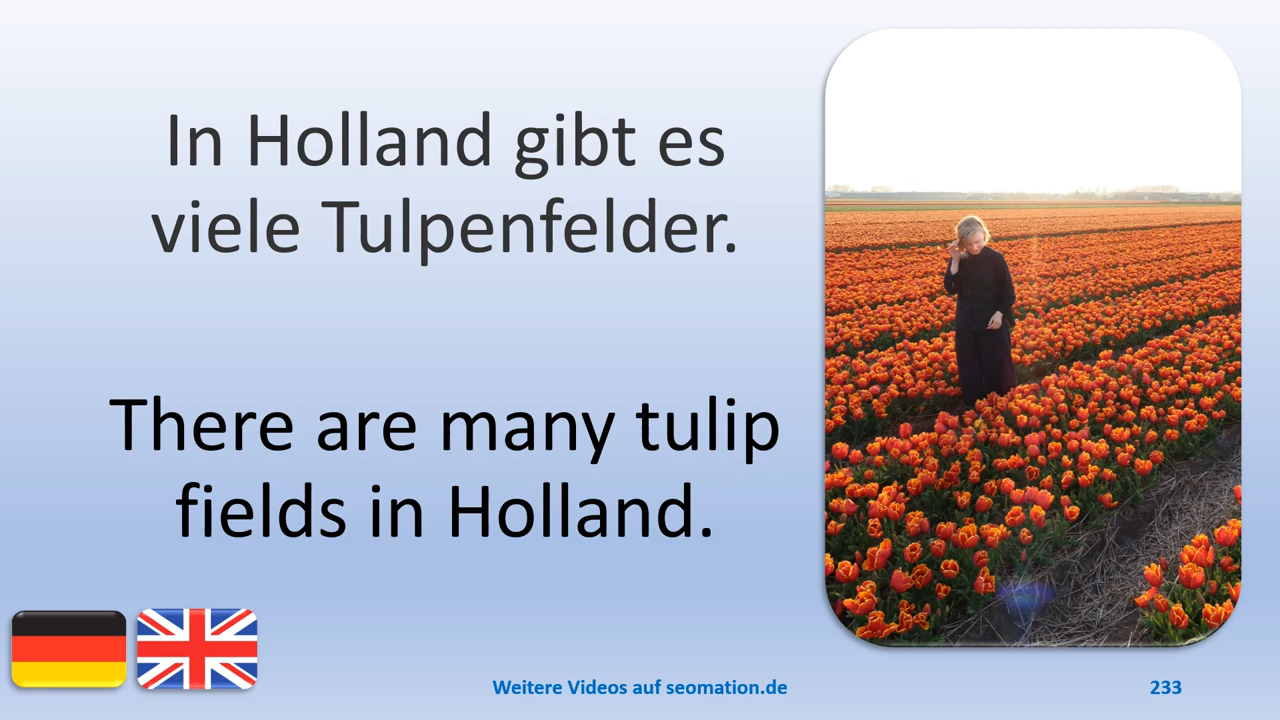 In Holland gibt es
viele Tulpenfelder.
There are many tulip
fields in Holland.
Weitere Videos auf seomation.de
233